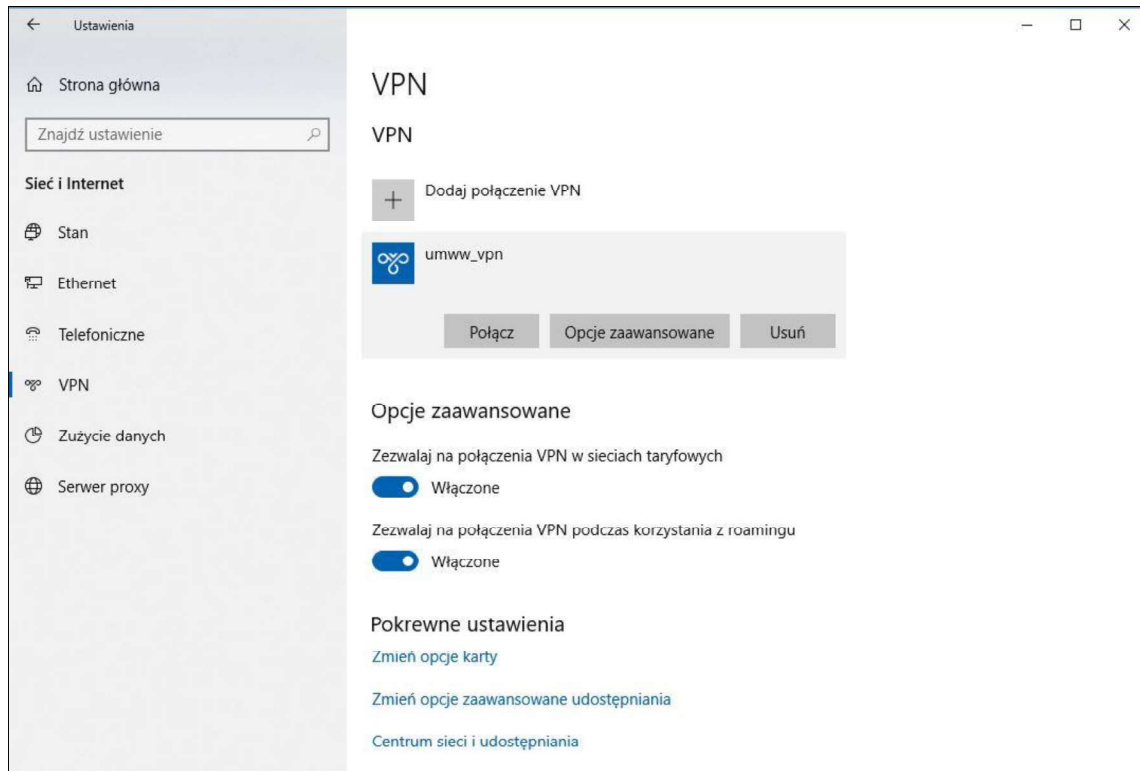 Ustawienia
Strona główna
Znajdź ustawienie
Sieć i Internet
Stan
Ethernet
Telefoniczne
VPN
Zużycie danych
Serwer proxy
VPN
VPN
Dodaj połączenie VPN
umww_vpn
Połącz Opcje zaawansowane Usuń
Opcje zaawansowane
Zezwalaj na połączenia VPN w sieciach taryfowych
Włączone
Zezwalaj na połączenia VPN podczas korzystania z roamingu
Włączone
Pokrewne ustawienia
Zmień opcje karty
Zmień opcje zaawansowane udostępniania
Centrum sieci i udostępniania